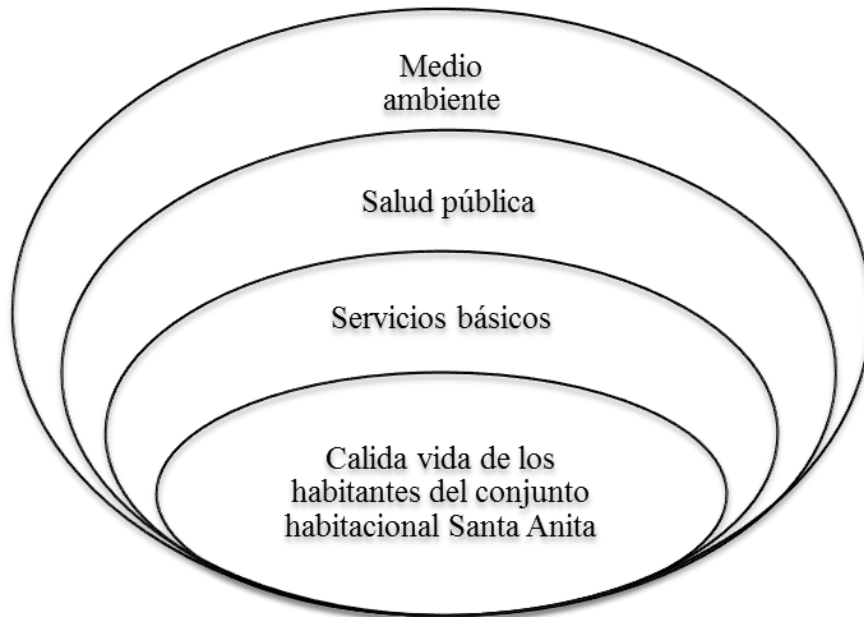 Medio
ambiente
Salud pública
Servicios básicos
Calida vida de los
habitantes del conjunto
habitacional Santa Anita